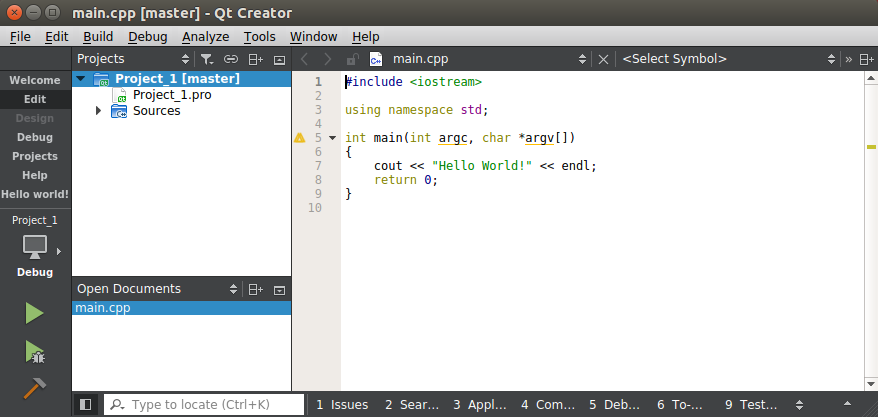 main.cpp [master] - Qt Creator
File Edit Build Debug Analyze Tools Window Help
Projects
main.cpp
<Select Symbol>
»
Welcome
Edit
Design
Debug
Projects
Help
Hello world!
Project_1
Debug
Project_1 [master]
Project_1.pro
Sources
Open Documents
main.cpp
1 #include <iostream>
2
3 using namespace std;
4
5 int main(int argc, char *argv[])
6 {
7 cout << "Hello World!" << endl;
8 return 0;
9 }
10
Type to locate (Ctrl+K)
1 Issues 2 Sear... 3 Appl... 4 Com... 5 Deb... 6 To-... 9 Test...